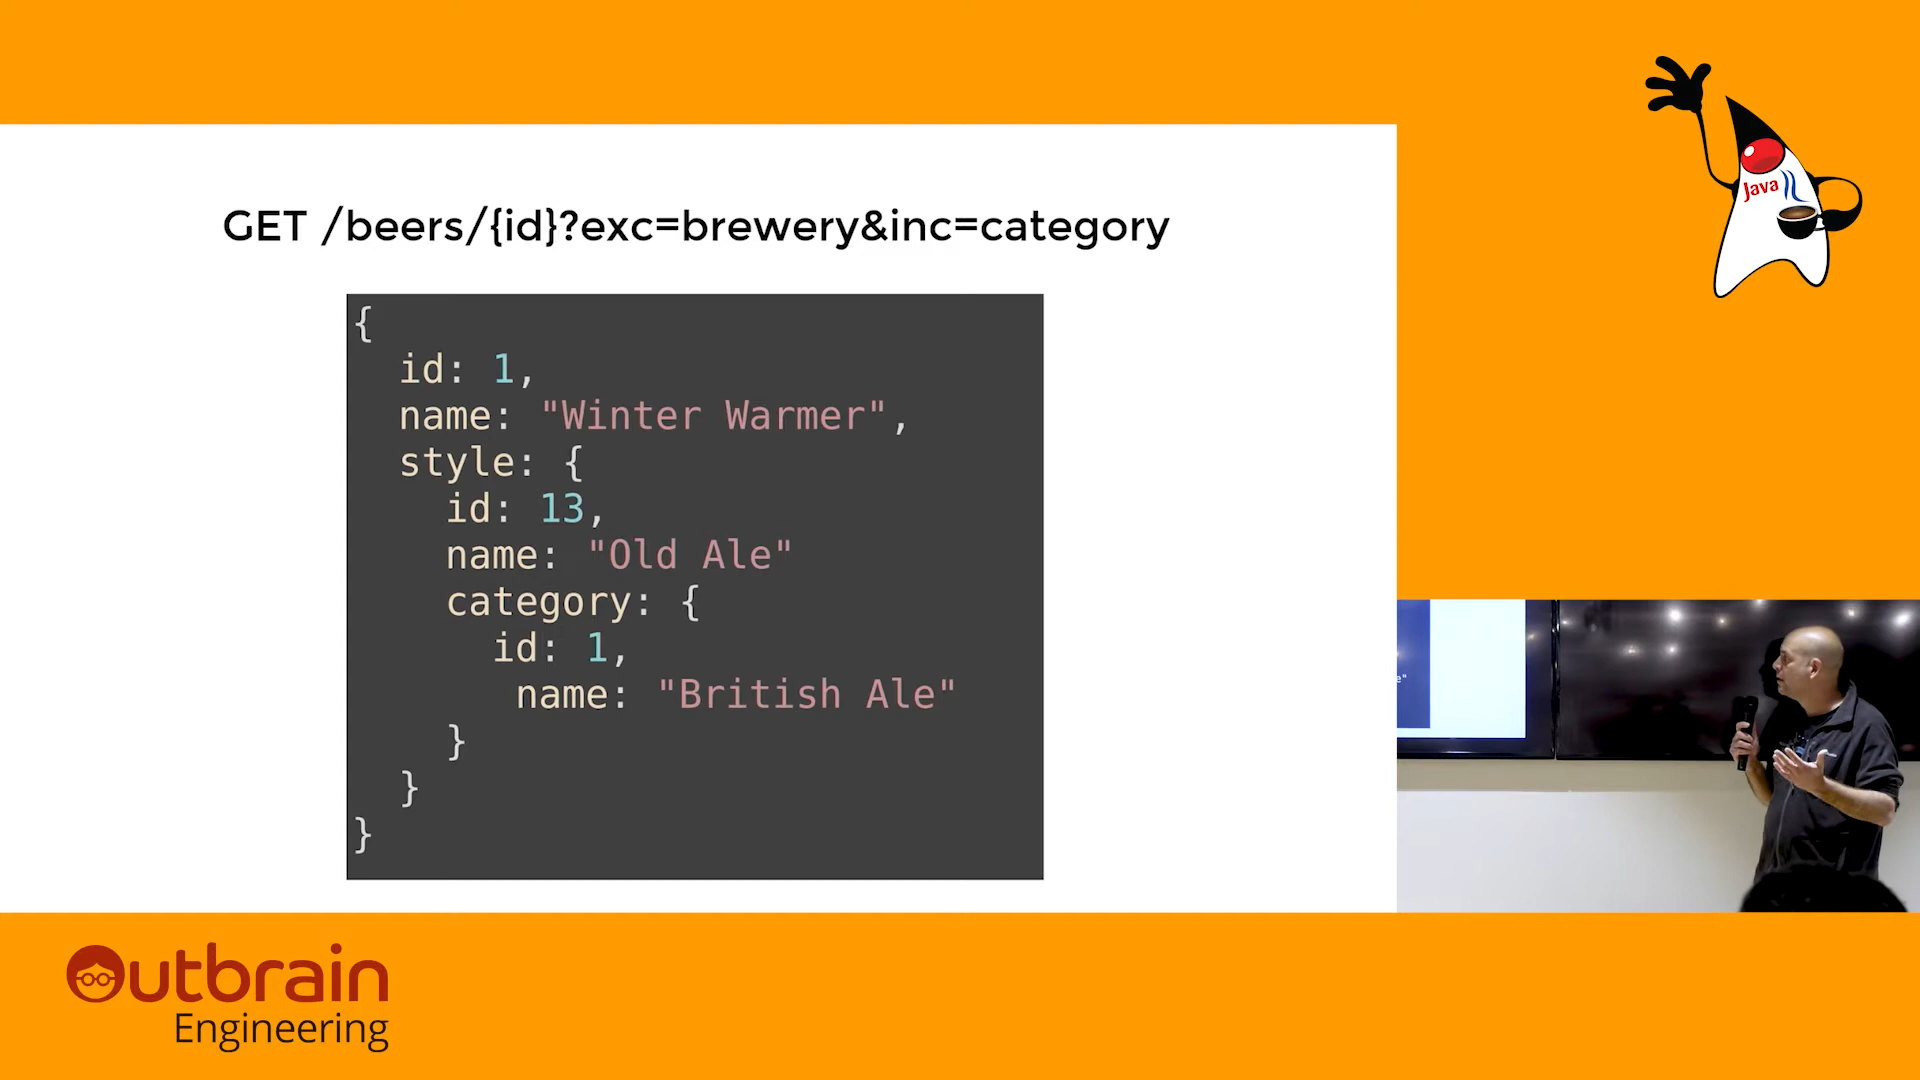 GET /beers/{id}?exc=brewery&inc=category
{
id: 1,
name: "Winter Warmer",
style: {
id: 13,
name: "Old Ale"
category: {
id: 1,
name: "British Ale"
}
}
}
Java
Outbrain
Engineering